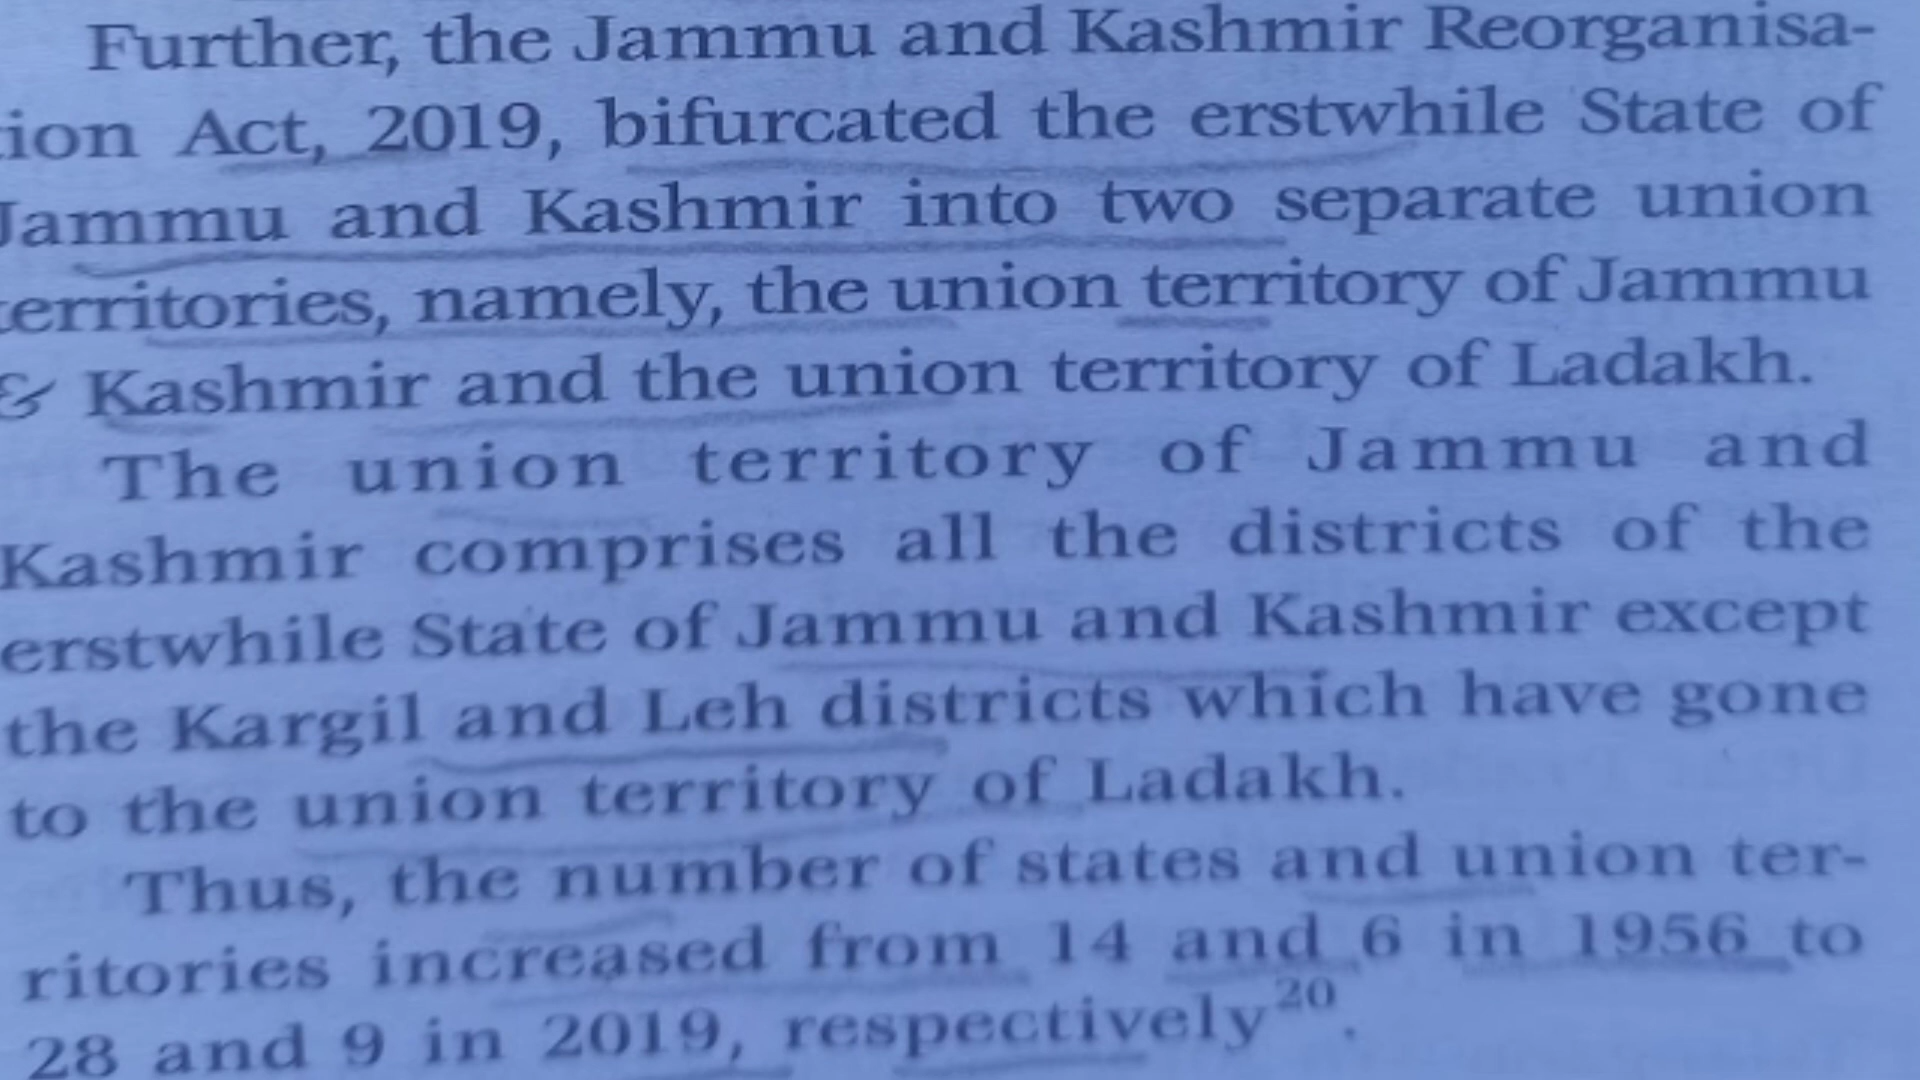 Further, the Jammu and Kashmir Reorganisa-
ion Act, 2019, bifurcated the erstwhile State of
Jammu and Kashmir into two separate union
territories, namely, the union territory of Jammu
& Kashmir and the union territory of Ladakh.
The union territory of Jammu and
Kashmir comprises all the districts of the
erstwhile State of Jammu and Kashmir except
the Kargil and Leh districts which have gone
to the union territory of Ladakh.
Thus, the number of states and union ter-
ritories increased from 14 and 6 in 1956 to
28 and 9 in 2019, respectively²⁰.